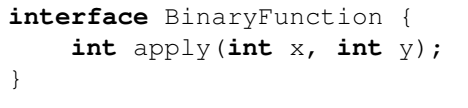 interface BinaryFunction {
    int apply(int x, int y);
}